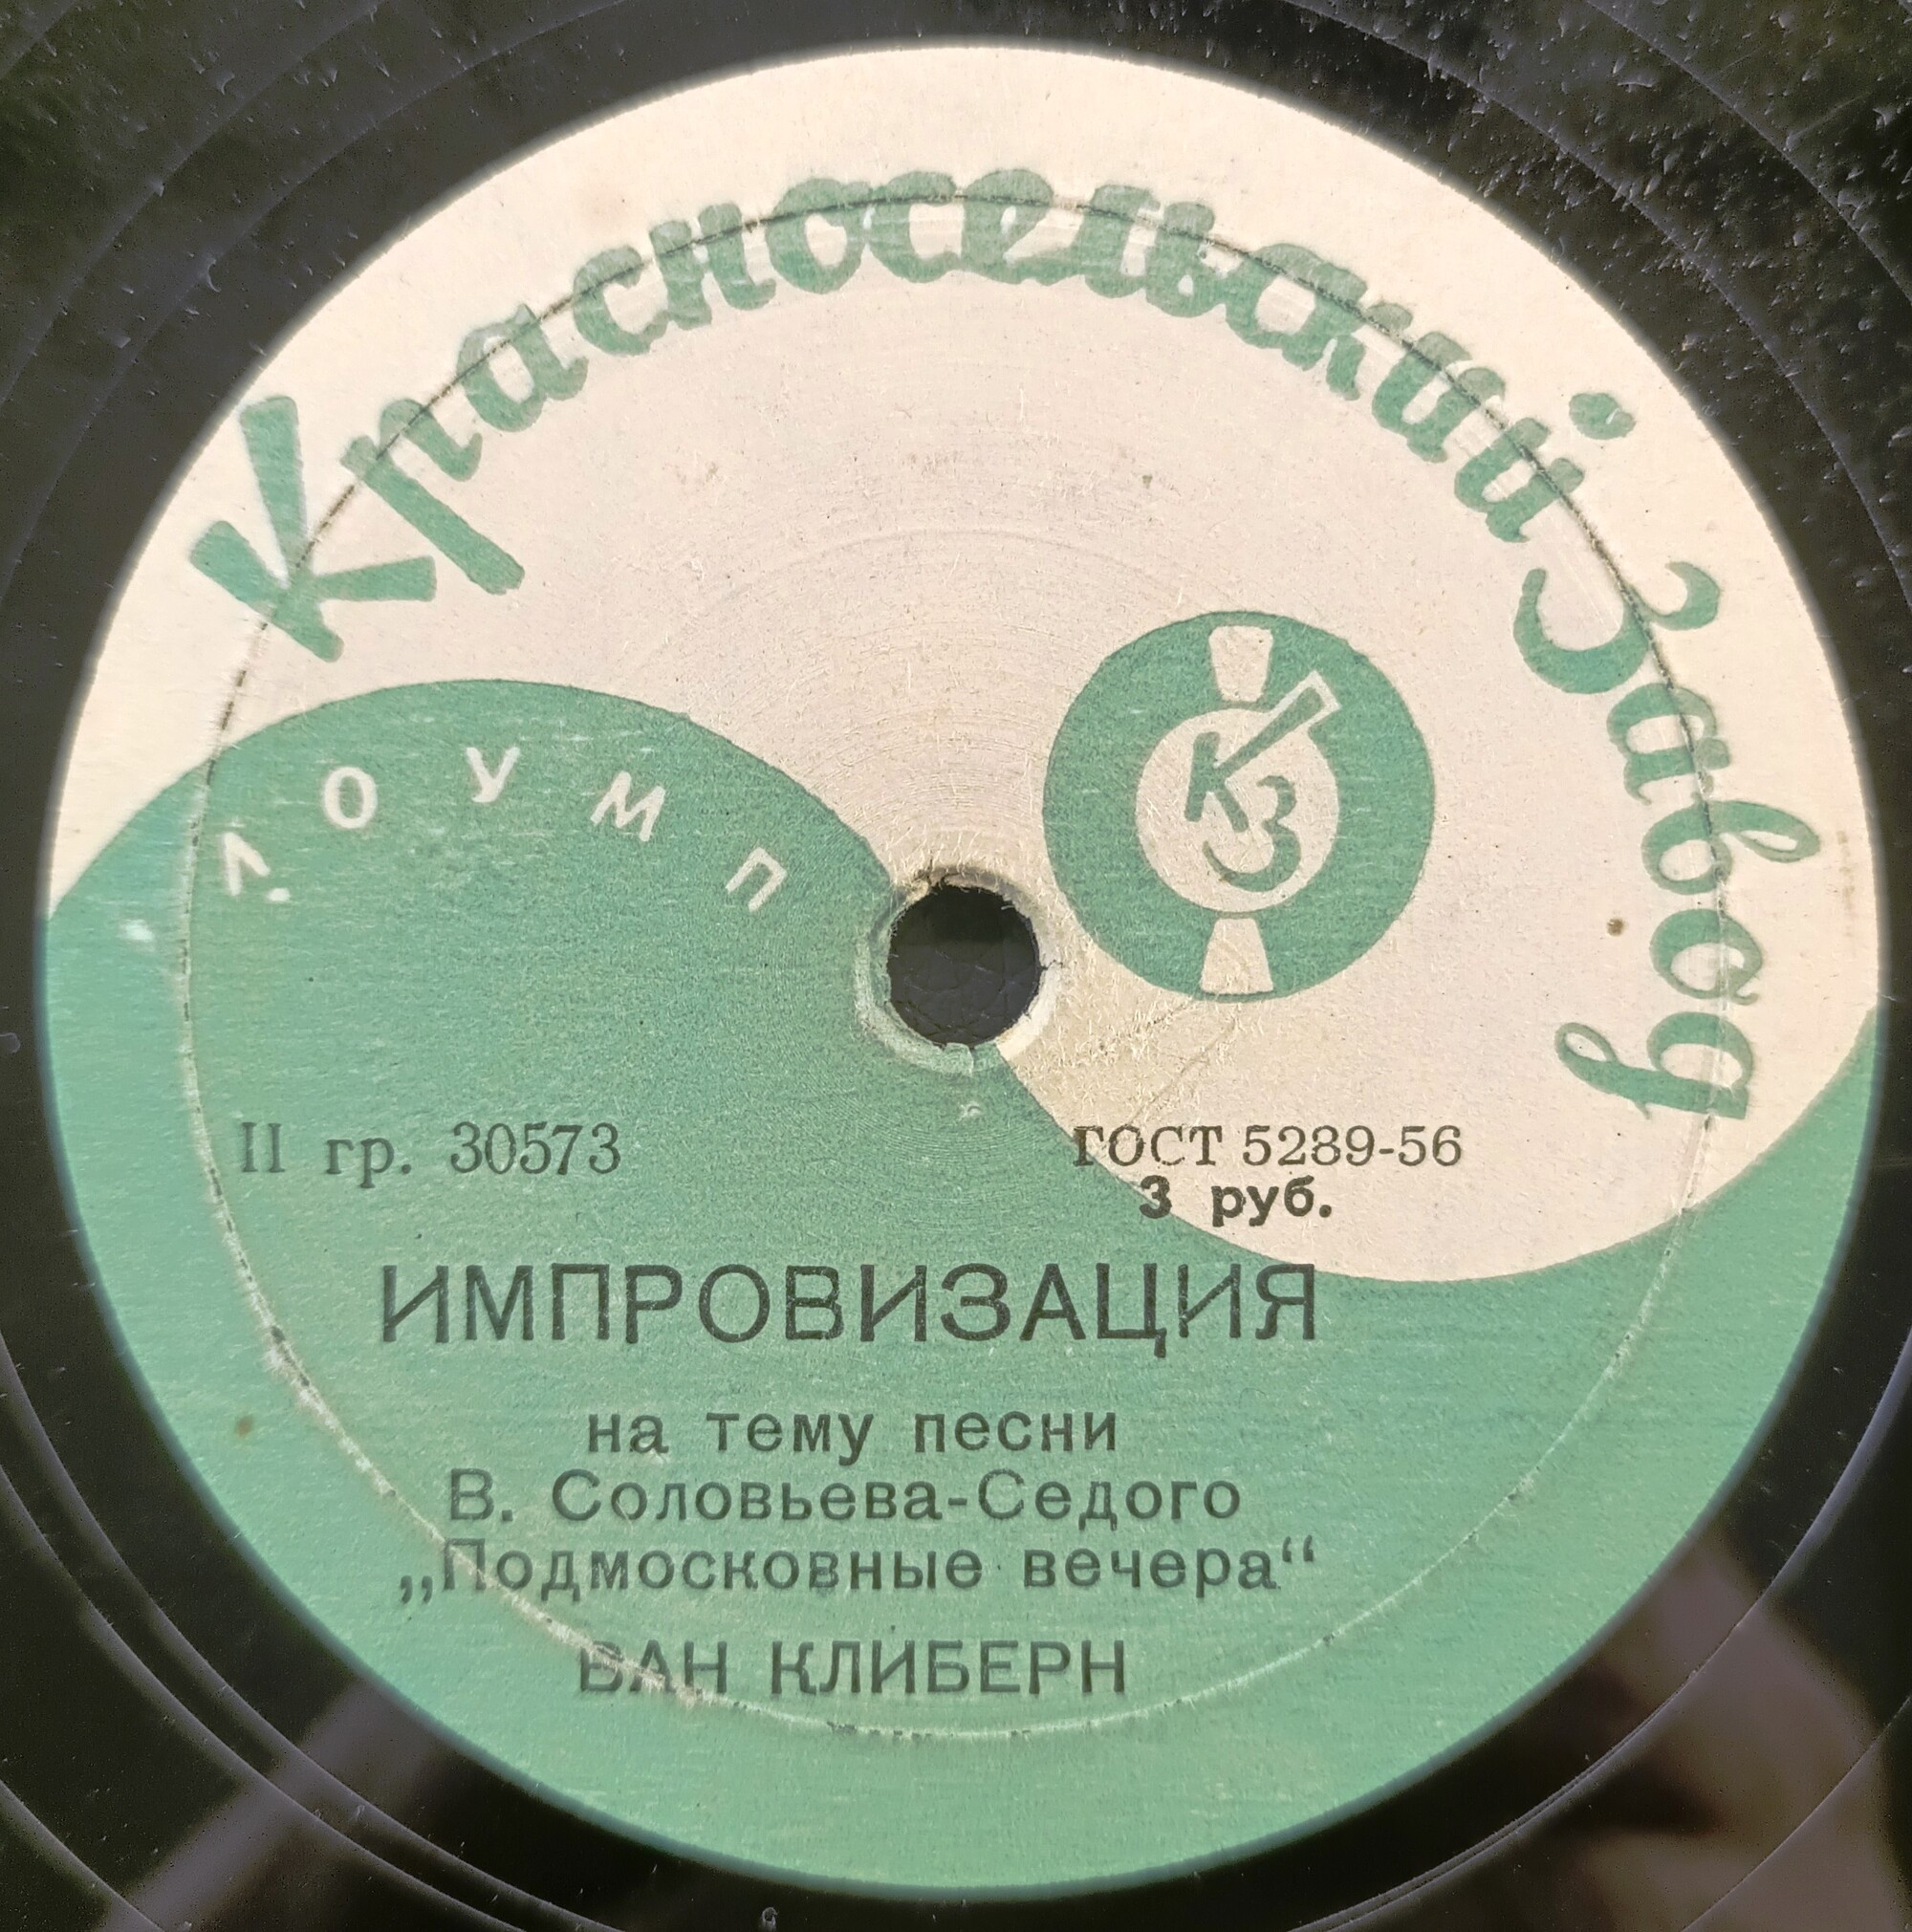 Красносельский Завод
КЗ
Л. О У М П
II гр. 30573
ГОСТ 5289-56
3 руб.
ИМПРОВИЗАЦИЯ
на тему песни
В. Соловьева-Седого
„Подмосковные вечера“
ВАН КЛИБЕРН